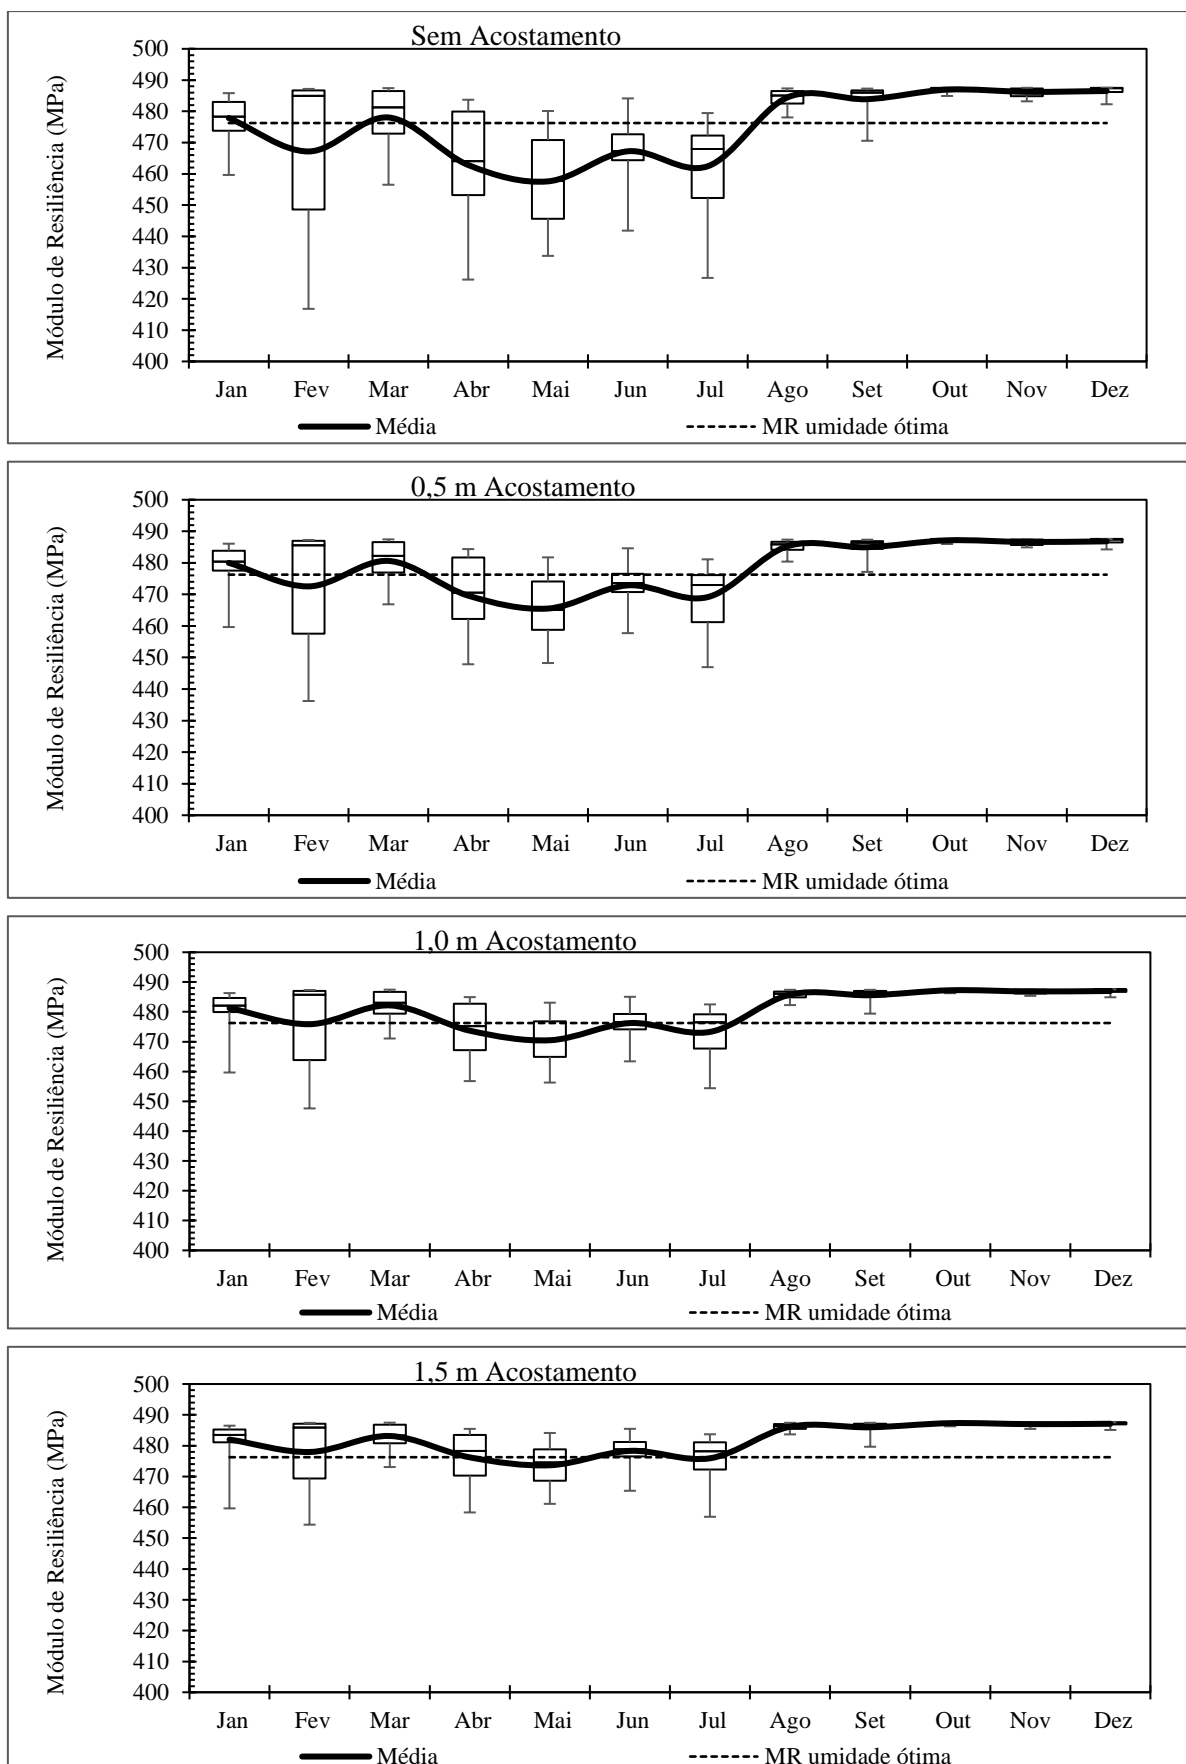 Sem Acostamento
Módulo de Resiliência (MPa)
500
490
480
470
460
450
440
430
420
410
400
Jan Fev Mar Abr Mai Jun Jul Ago Set Out Nov Dez
Média MR umidade ótima
0,5 m Acostamento
Módulo de Resiliência (MPa)
500
490
480
470
460
450
440
430
420
410
400
Jan Fev Mar Abr Mai Jun Jul Ago Set Out Nov Dez
Média MR umidade ótima
1,0 m Acostamento
Módulo de Resiliência (MPa)
500
490
480
470
460
450
440
430
420
410
400
Jan Fev Mar Abr Mai Jun Jul Ago Set Out Nov Dez
Média MR umidade ótima
1,5 m Acostamento
Módulo de Resiliência (MPa)
500
490
480
470
460
450
440
430
420
410
400
Jan Fev Mar Abr Mai Jun Jul Ago Set Out Nov Dez
Média MR umidade ótima